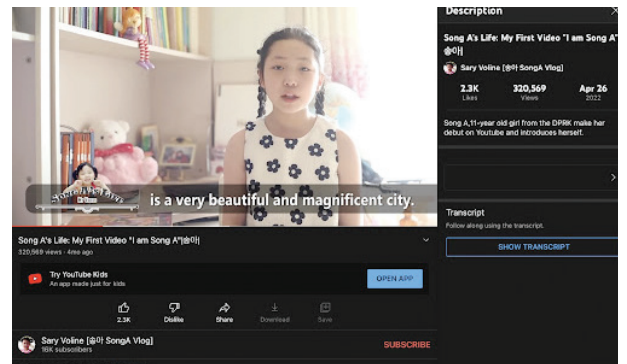 is a very beautiful and magnificent city.
Song A's Life: My First Video "I am Song A"|송아|
320,569 views · 4mo ago
Try YouTube Kids
An app made just for kids
OPEN APP
2.3K
Dislike
Share
Download
Save
Sary Voline [송아 SongA Vlog]
16K subscribers
SUBSCRIBE
Description
Song A's Life: My First Video "I am Song A"
송아|
Sary Voline [송아 SongA Vlog]
2.3K 320,569 Apr 26
Likes Views 2022
Song A,11-year old girl from the DPRK make her
debut on Youtube and introduces herself.
Transcript
Follow along using the transcript.
SHOW TRANSCRIPT